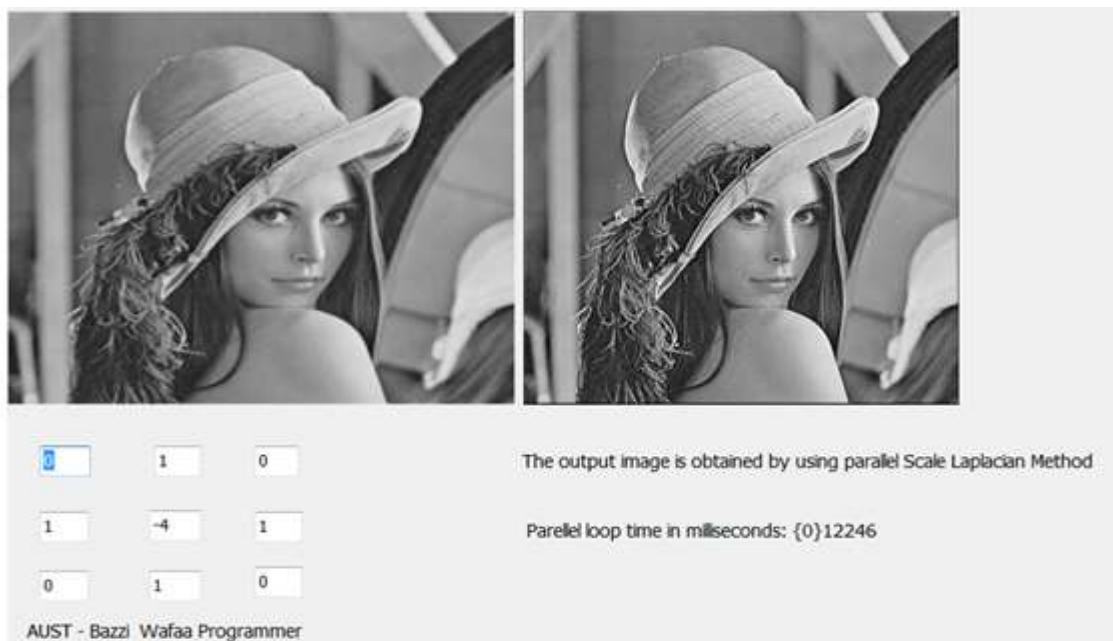 0 1 0
The output image is obtained by using parallel Scale Laplacian Method
1 -4 1
Parellel loop time in milliseconds: {0}12246
0 1 0
AUST - Bazzi Wafaa Programmer